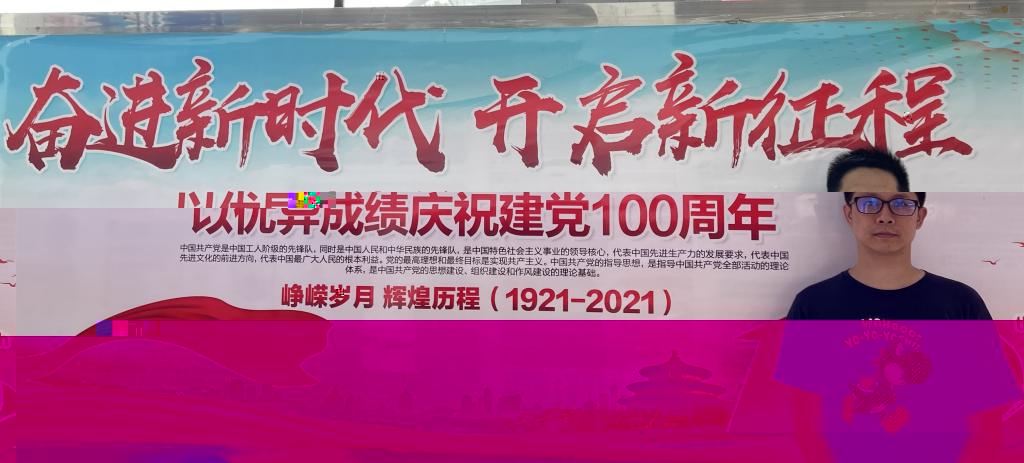 奋进新时代 开启新征程
以优异成绩庆祝建党100周年
中国共产党是中国工人阶级的先锋队，同时是中国人民和中华民族的先锋队，是中国特色社会主义事业的领导核心，代表中国先进生产力的发展要求，代表中国
先进文化的前进方向，代表中国最广大人民的根本利益。党的最高理想和最终目标是实现共产主义。中国共产党的指导思想，是指导中国共产党全部活动的理论
体系，是中国共产党的思想建设、组织建设和作风建设的理论基础。
峥嵘岁月 辉煌历程（1921-2021）